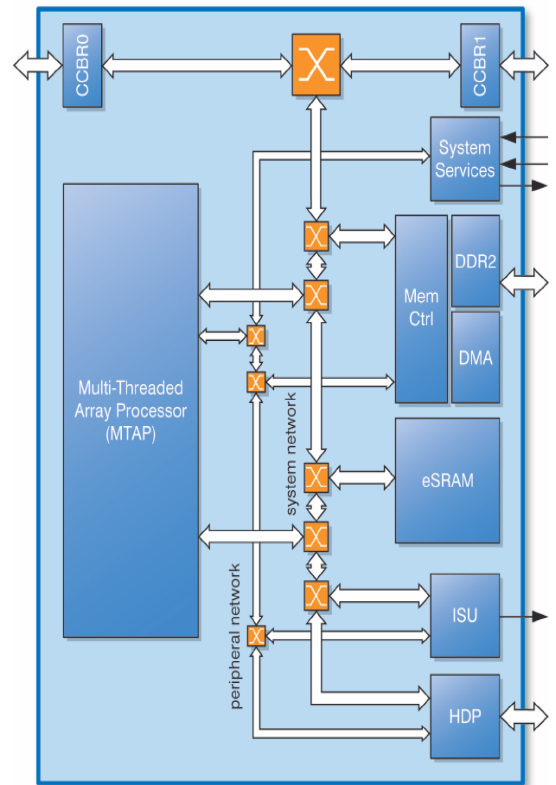 CCBR0
CCBR1
System
Services
DDR2
Mem
Ctrl
DMA
Multi-Threaded
Array Processor
(MTAP)
system network
eSRAM
peripheral network
ISU
HDP